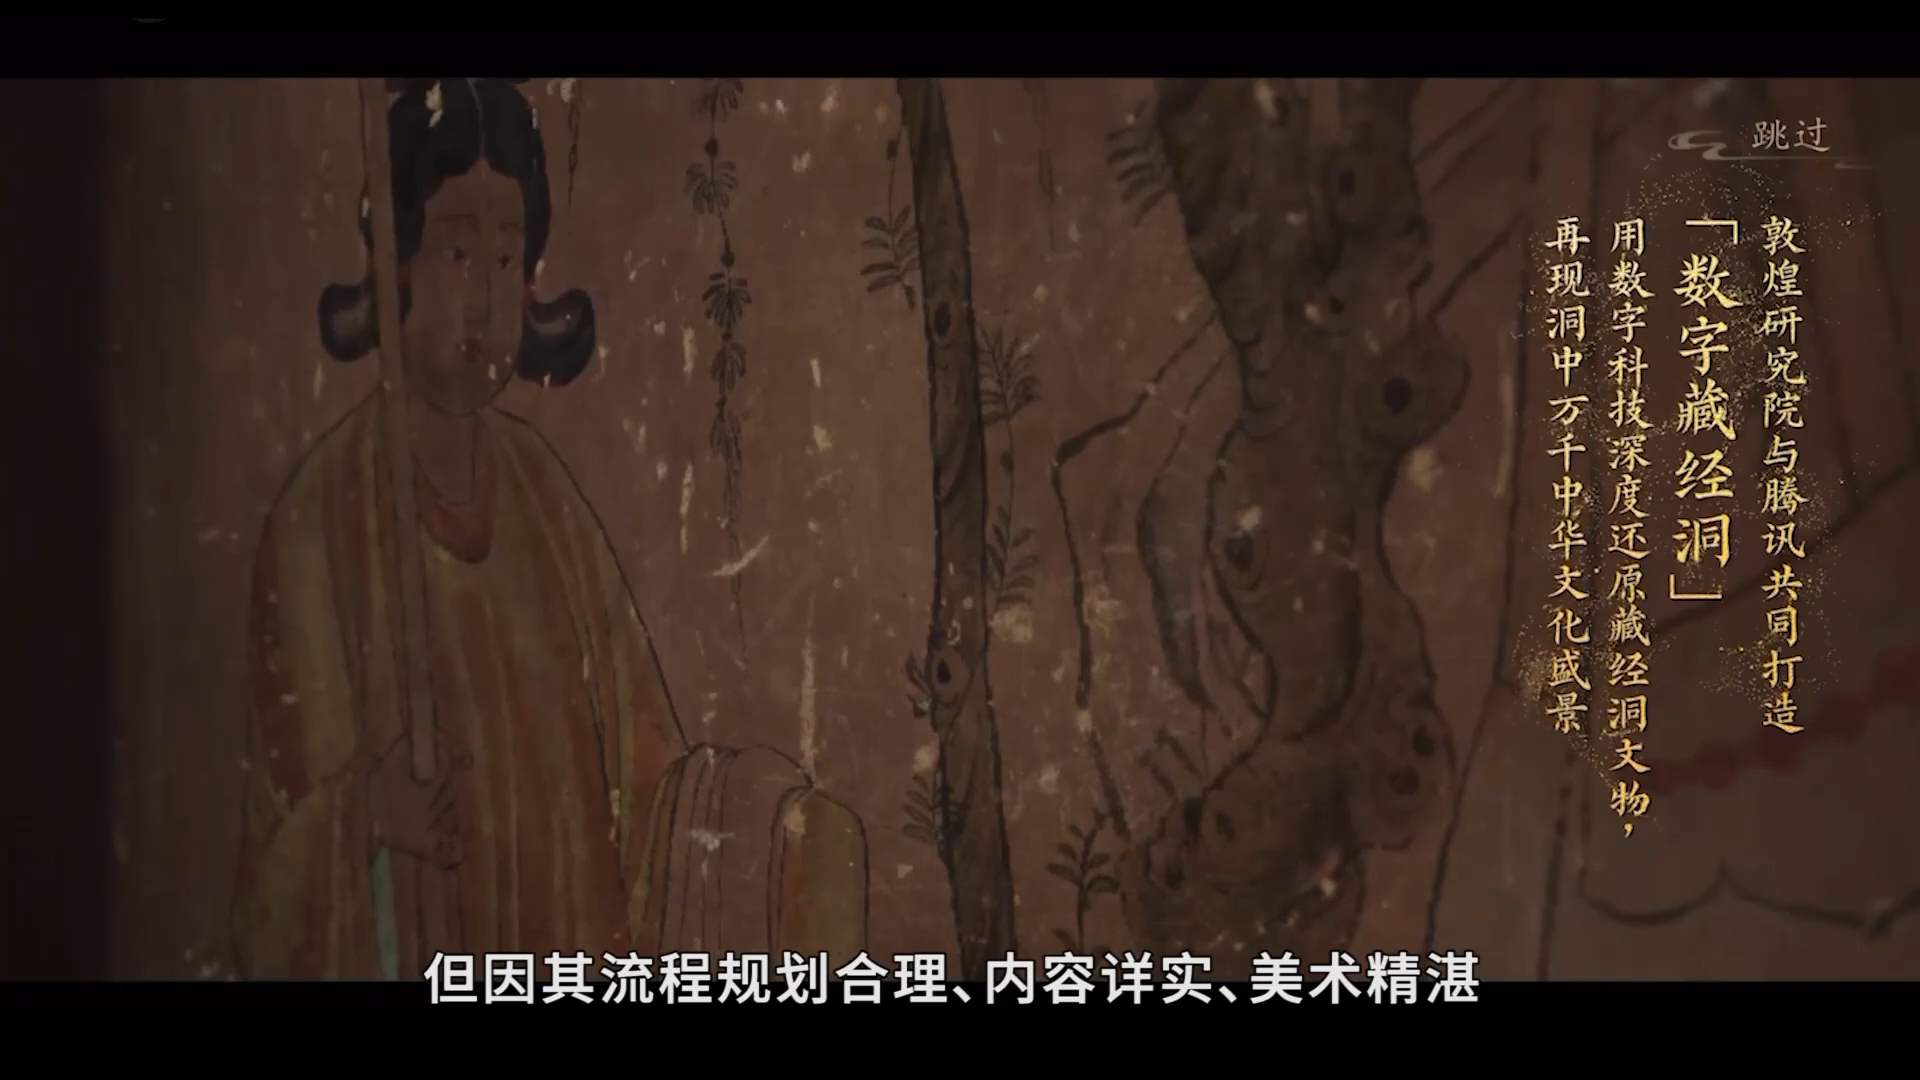 跳过
敦煌研究院与腾讯共同打造
「数字藏经洞」
用数字科技深度还原藏经洞文物，
再现洞中万千中华文化盛景
但因其流程规划合理、内容详实、美术精湛